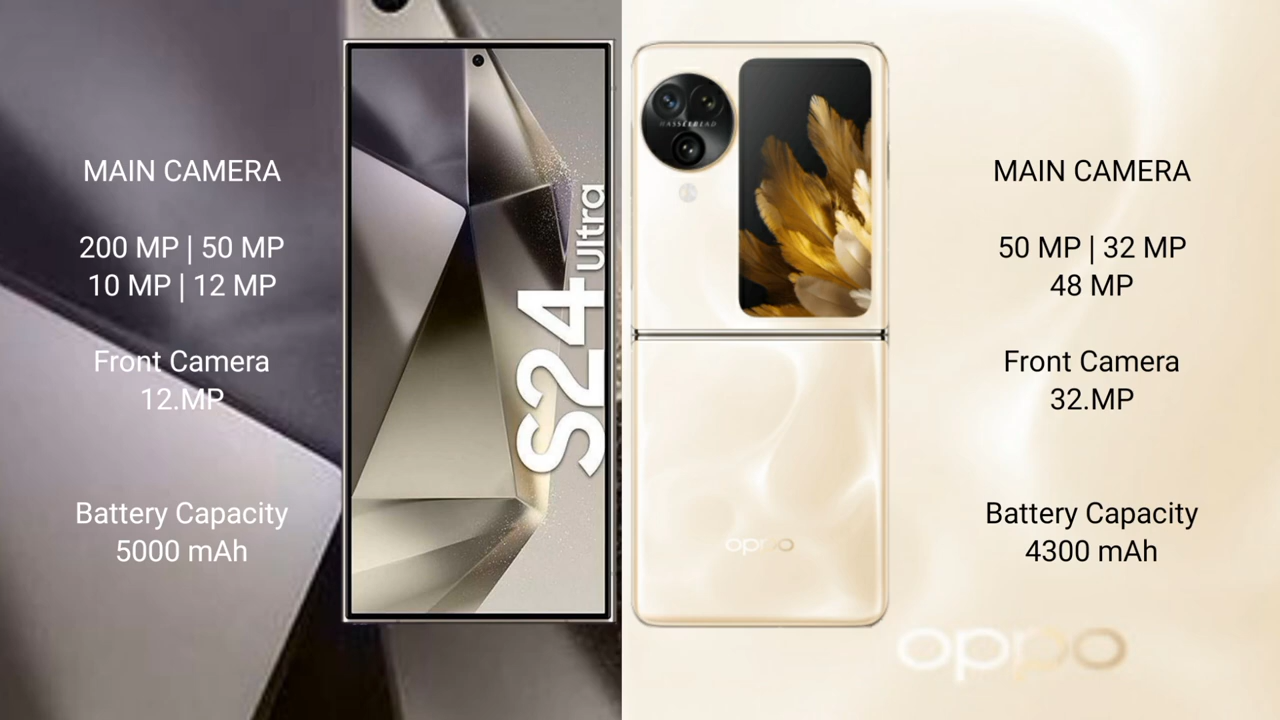 MAIN CAMERA
200 MP | 50 MP
10 MP | 12 MP
Front Camera
12.MP
Battery Capacity
5000 mAh
S24 Ultra
HASSELBLAD
oppo
MAIN CAMERA
50 MP | 32 MP
48 MP
Front Camera
32.MP
Battery Capacity
4300 mAh
oppo